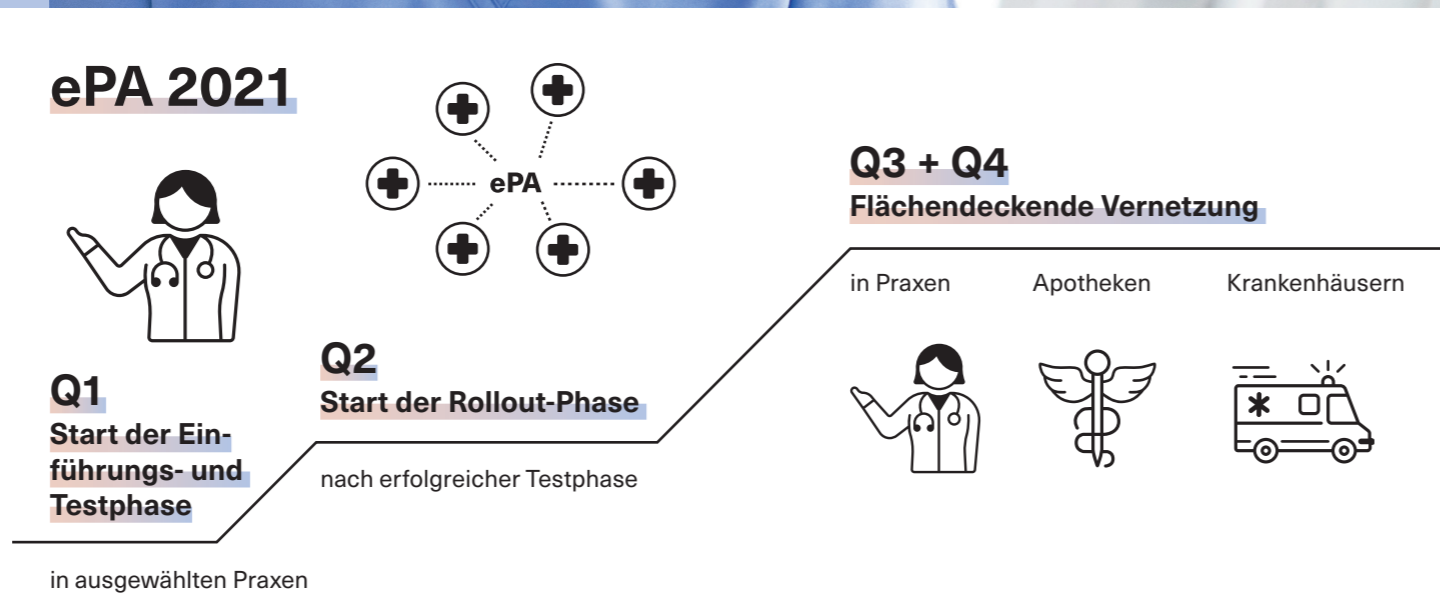 ePA 2021
ePA
Q1
Start der Ein-
führungs- und
Testphase
in ausgewählten Praxen
Q2
Start der Rollout-Phase
nach erfolgreicher Testphase
Q3 + Q4
Flächendeckende Vernetzung
in Praxen
Apotheken
Krankenhäusern